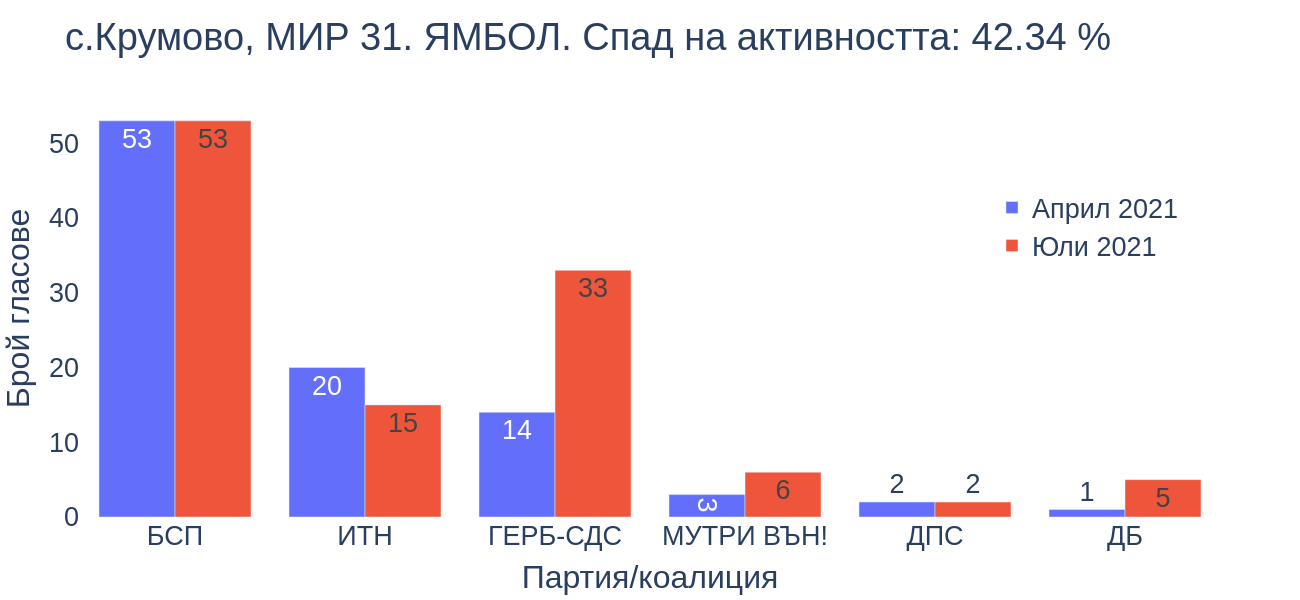 с.Крумово, МИР 31. ЯМБОЛ. Спад на активността: 42.34 %
Брой гласове
50
40
30
20
10
0
53
53
20
15
14
33
3
6
2
2
1
5
Април 2021
Юли 2021
БСП
ИТН
ГЕРБ-СДС
МУТРИ ВЪН!
ДПС
ДБ
Партия/коалиция